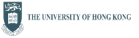 THE UNIVERSITY OF HONG KONG